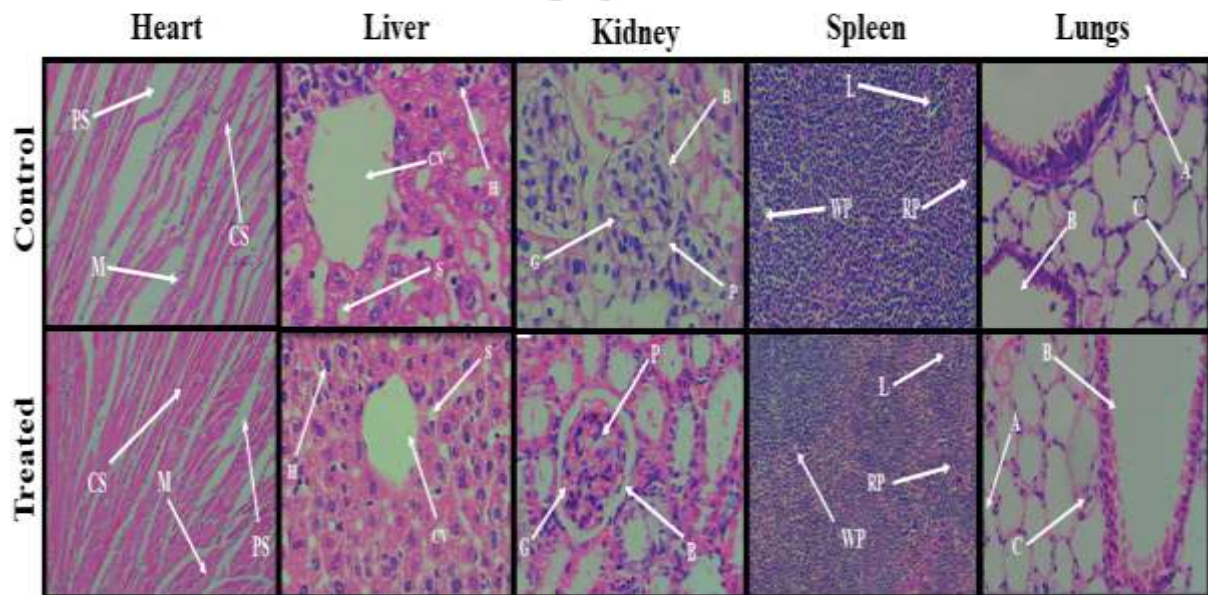 Heart Liver Kidney Spleen Lungs
Control
PS CS M
CV H S
B G P
L WP RP
A C B
Treated
CS M PS
H S CV
P G B
L RP WP
B A C